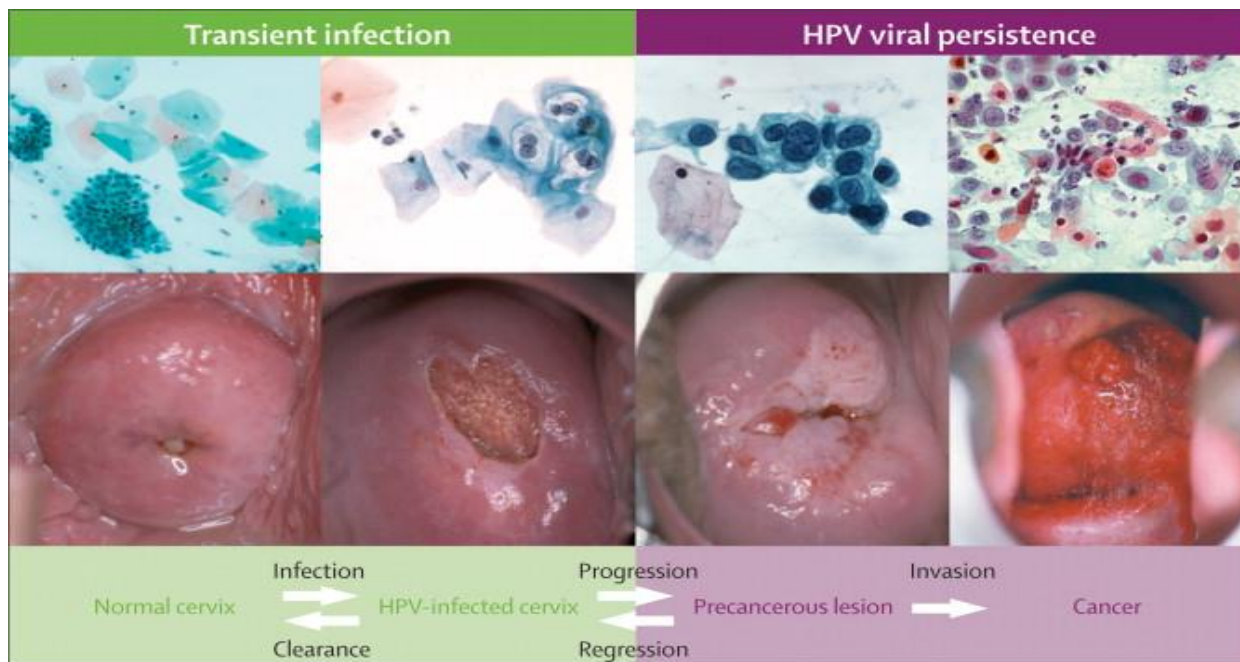 Transient infection
HPV viral persistence
Infection
Progression
Invasion
Normal cervix
HPV-infected cervix
Precancerous lesion
Cancer
Clearance
Regression